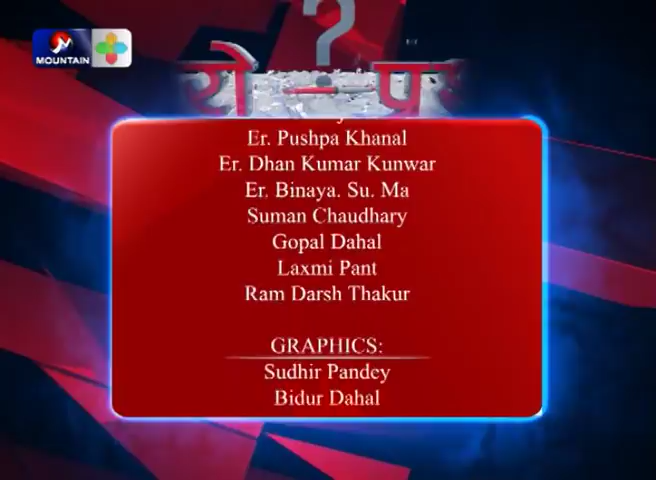 ?
MOUNTAIN
Er. Pushpa Khanal
Er. Dhan Kumar Kunwar
Er. Binaya. Su. Ma
Suman Chaudhary
Gopal Dahal
Laxmi Pant
Ram Darsh Thakur
GRAPHICS:
Sudhir Pandey
Bidur Dahal